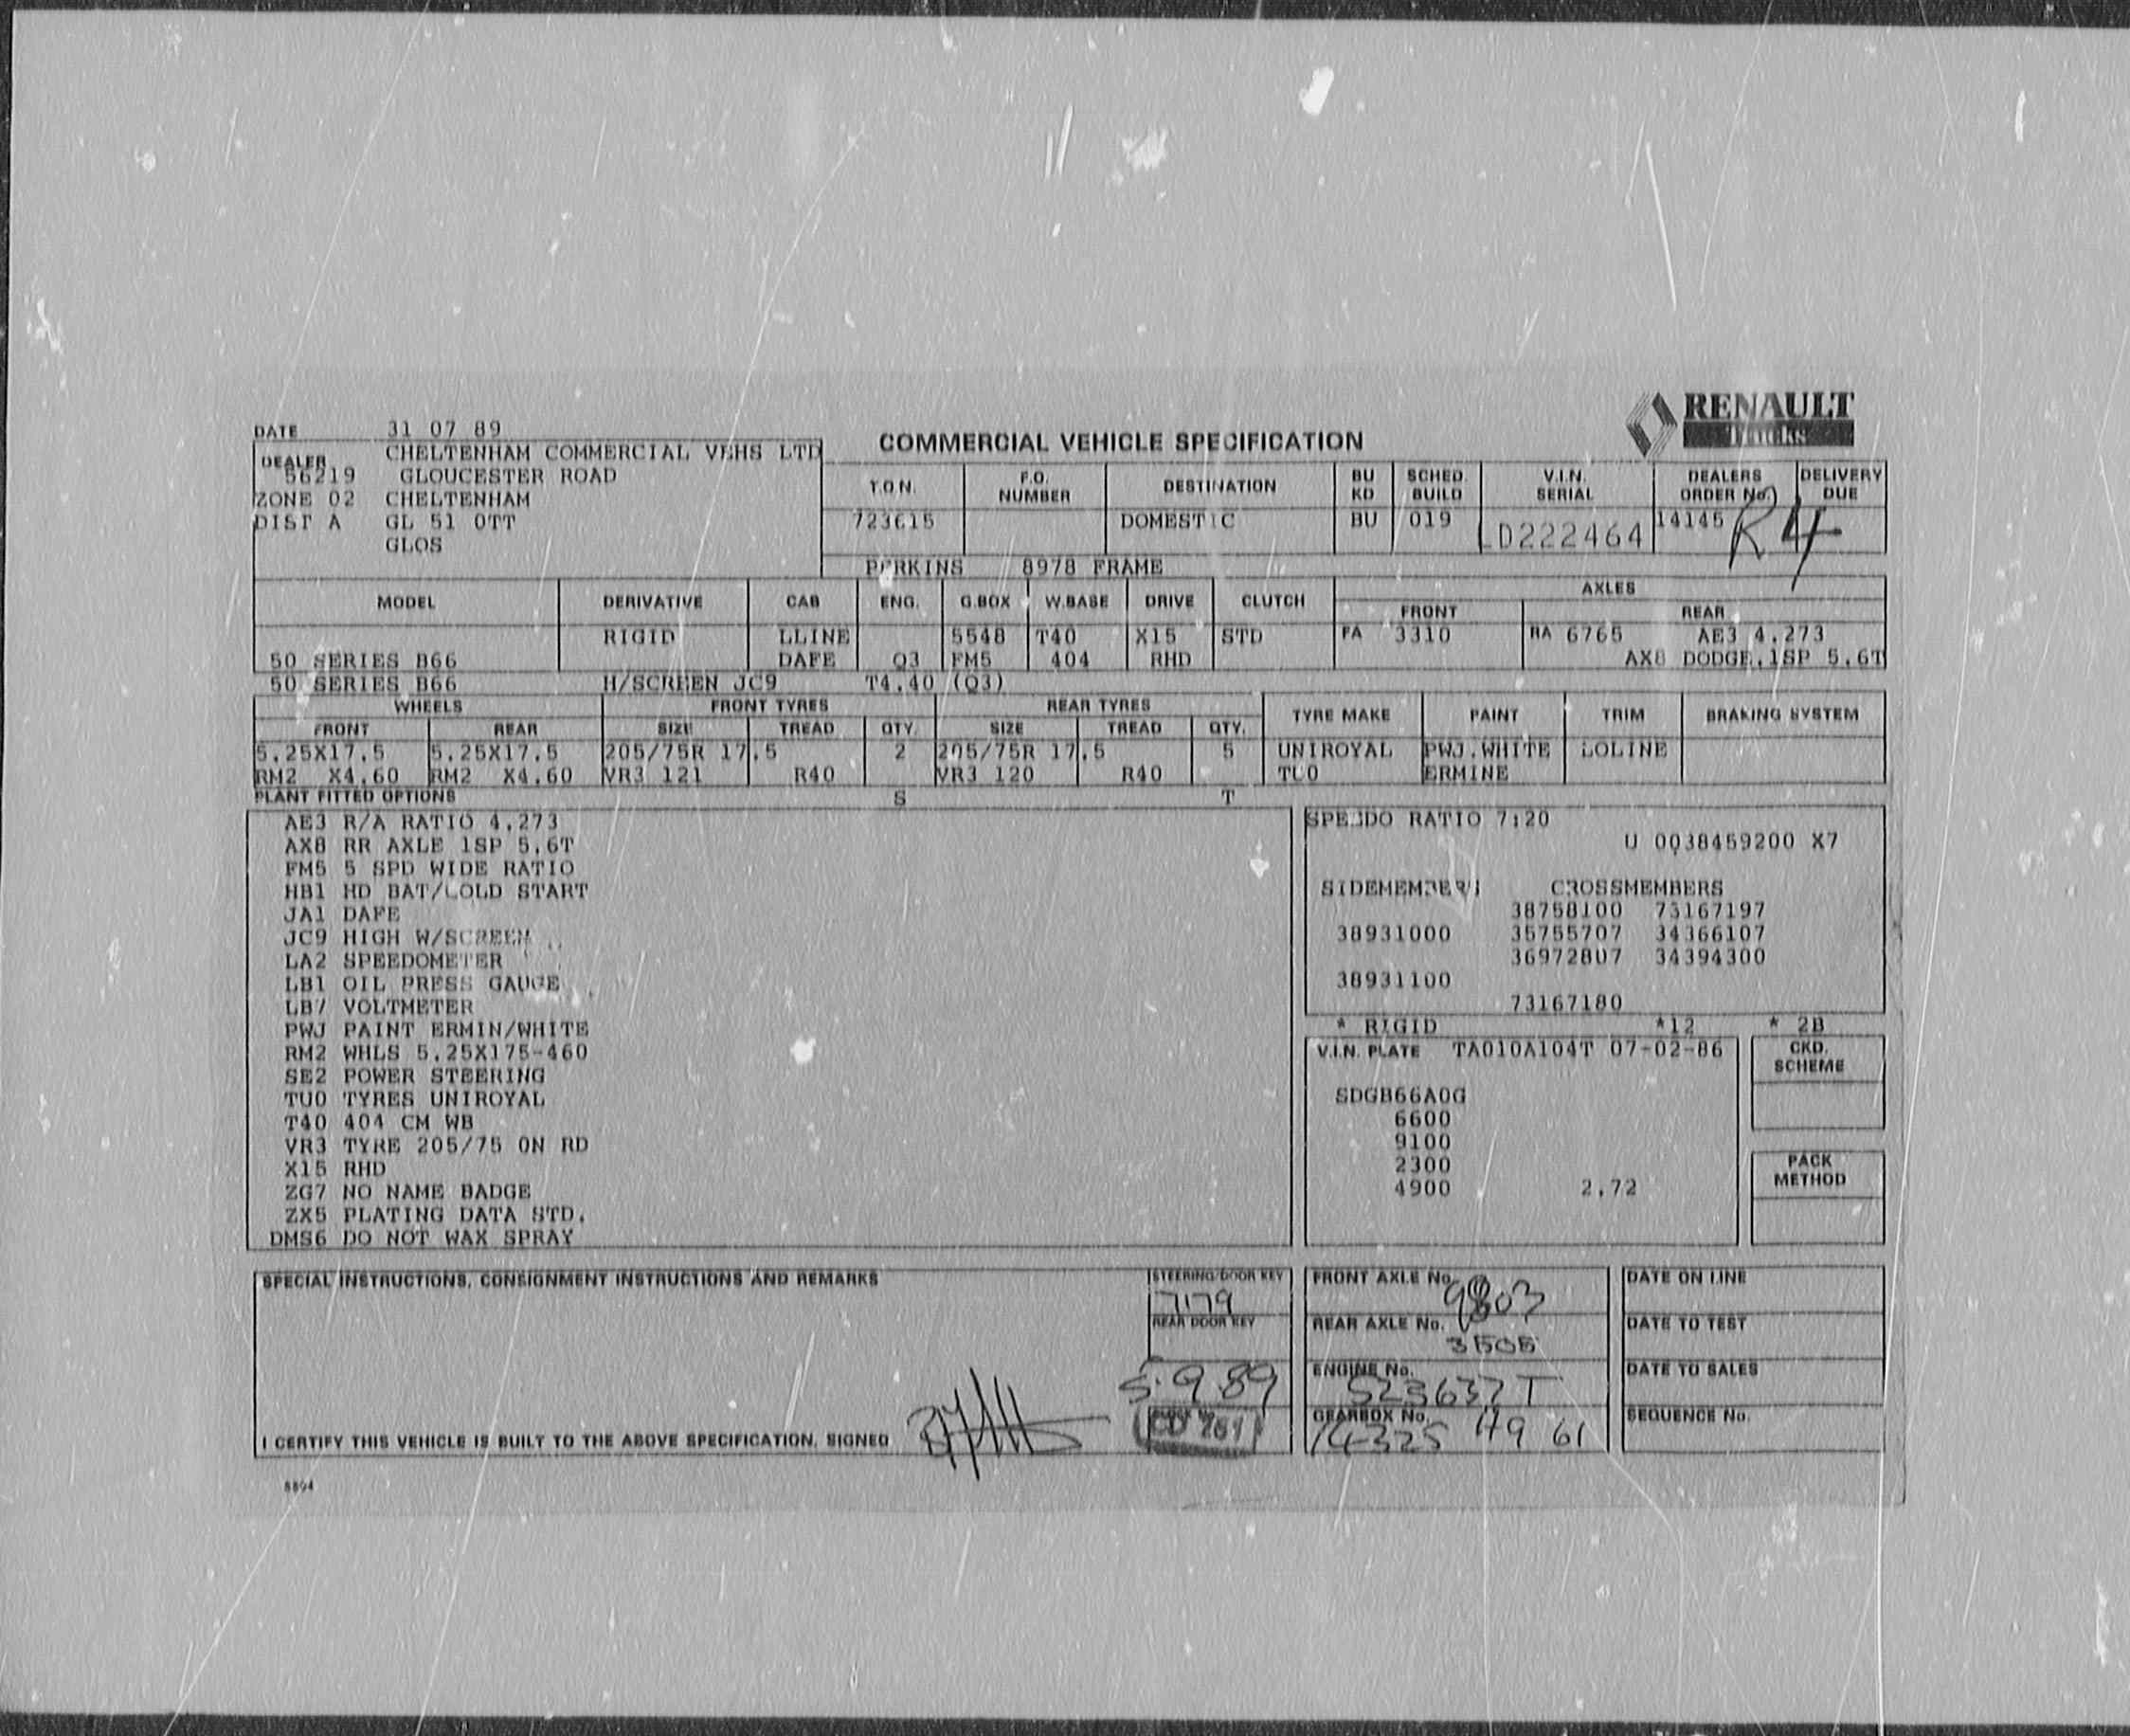 RENAULT
Trucks
DATE 31 07 89
COMMERCIAL VEHICLE SPECIFICATION
DEALER CHELTENHAM COMMERCIAL VEHS LTD
56219 GLOUCESTER ROAD
ZONE 02 CHELTENHAM
DIST A GL 51 0TT
GLOS
T.O.N. F.O. NUMBER DESTINATION BU KD SCHED. BUILD V.I.N. SERIAL DEALERS ORDER No. DELIVERY DUE
723615 DOMESTIC BU 019 LD222464 14145 R4
PERKINS 8978 FRAME
MODEL DERIVATIVE CAB ENG. G.BOX W.BASE DRIVE CLUTCH AXLES
FRONT REAR
RIGID LLINE 5548 T40 X15 STD FA 3310 RA 6765 AE3 4.273
50 SERIES B66 DAFE Q3 FM5 404 RHD AX8 DODGE.1SP 5.6T
50 SERIES B66 H/SCREEN JC9 T4.40 (Q3)
WHEELS FRONT TYRES REAR TYRES TYRE MAKE PAINT TRIM BRAKING SYSTEM
FRONT REAR SIZE TREAD QTY. SIZE TREAD QTY.
5.25X17.5 5.25X17.5 205/75R 17.5 2 205/75R 17.5 5 UNIROYAL PWJ.WHITE LOLINE
RM2 X4.60 RM2 X4.60 VR3 121 R40 VR3 120 R40 TU0 ERMINE
PLANT FITTED OPTIONS S T
AE3 R/A RATIO 4.273
AX8 RR AXLE 1SP 5.6T
FM5 5 SPD WIDE RATIO
HB1 HD BAT/COLD START
JA1 DAFE
JC9 HIGH W/SCREEN
LA2 SPEEDOMETER
LB1 OIL PRESS GAUGE
LB7 VOLTMETER
PWJ PAINT ERMIN/WHITE
RM2 WHLS 5.25X175-460
SE2 POWER STEERING
TU0 TYRES UNIROYAL
T40 404 CM WB
VR3 TYRE 205/75 ON RD
X15 RHD
ZG7 NO NAME BADGE
ZX5 PLATING DATA STD.
DMS6 DO NOT WAX SPRAY
SPEEDO RATIO 7:20
U 0038459200 X7
SIDEMEMBERS CROSSMEMBERS
38758100 73167197
38931000 35755707 34366107
36972807 34394300
38931100
73167180
* RIGID *12 * 2B
V.I.N. PLATE TA010A104T 07-02-86
CKD. SCHEME
SDGB66A0G
6600
9100
2300
4900 2.72
PACK METHOD
SPECIAL INSTRUCTIONS, CONSIGNMENT INSTRUCTIONS AND REMARKS
STEERING/DOOR KEY
7179
REAR DOOR KEY
5.9.89
FRONT AXLE No. 9803
REAR AXLE No. 3505
ENGINE No. 523637T
GEARBOX No. 14325 H9 61
DATE ON LINE
DATE TO TEST
DATE TO SALES
SEQUENCE No.
I CERTIFY THIS VEHICLE IS BUILT TO THE ABOVE SPECIFICATION. SIGNED
8894